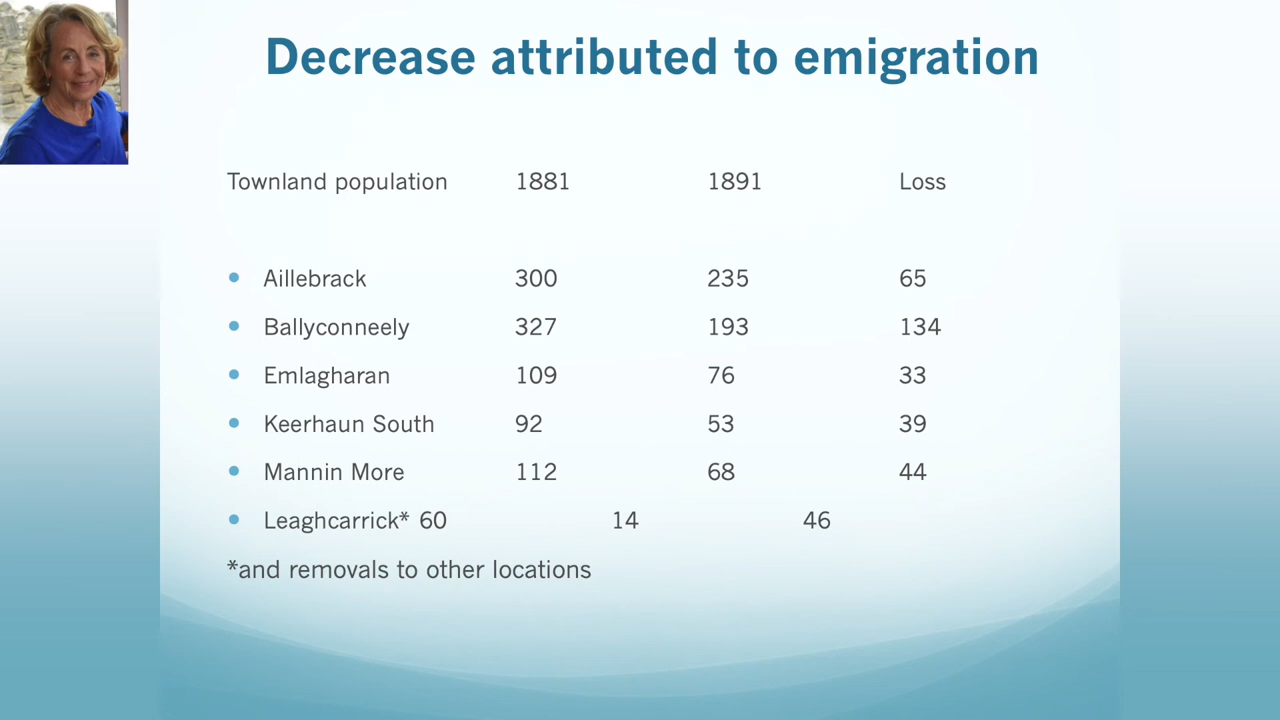 Decrease attributed to emigration
Townland population 1881 1891 Loss
• Aillebrack 300 235 65
• Ballyconneely 327 193 134
• Emlagharan 109 76 33
• Keerhaun South 92 53 39
• Mannin More 112 68 44
• Leaghcarrick* 60 14 46
*and removals to other locations